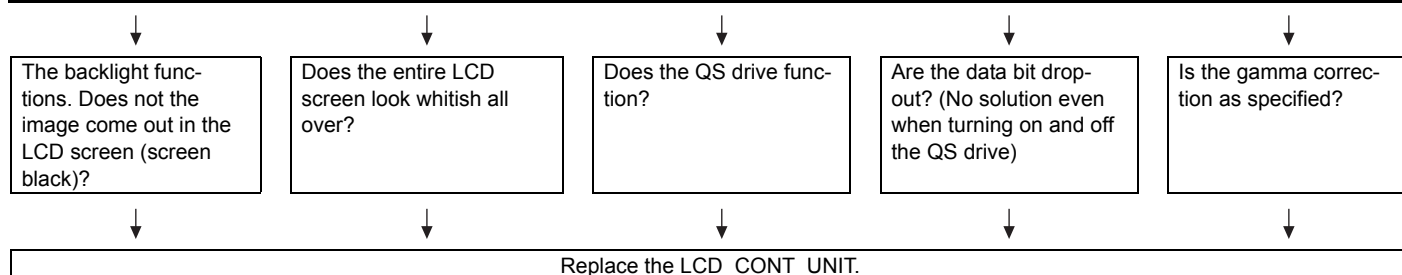 The backlight func-
tions. Does not the
image come out in the
LCD screen (screen
black)?
Does the entire LCD
screen look whitish all
over?
Does the QS drive func-
tion?
Are the data bit drop-
out? (No solution even
when turning on and off
the QS drive)
Is the gamma correc-
tion as specified?
Replace the LCD_CONT_UNIT.